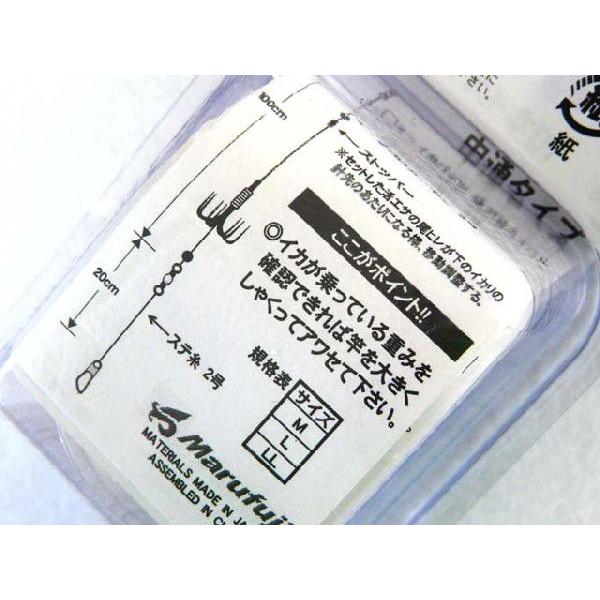 100cm
ストッパー
※セットした活エサの尾ヒレが下のイカリの
針先のあたりになる様、移動調整する。
ここがポイント!!
◎イカが乗っている重みを
確認できれば竿を大きく
しゃくってアワセて下さい。
20cm
ステ糸 2号
規格表
サイズ
M
L
LL
Marufuji
MATERIALS MADE IN JA
ASSEMBLED IN C
中通タイプ
紙